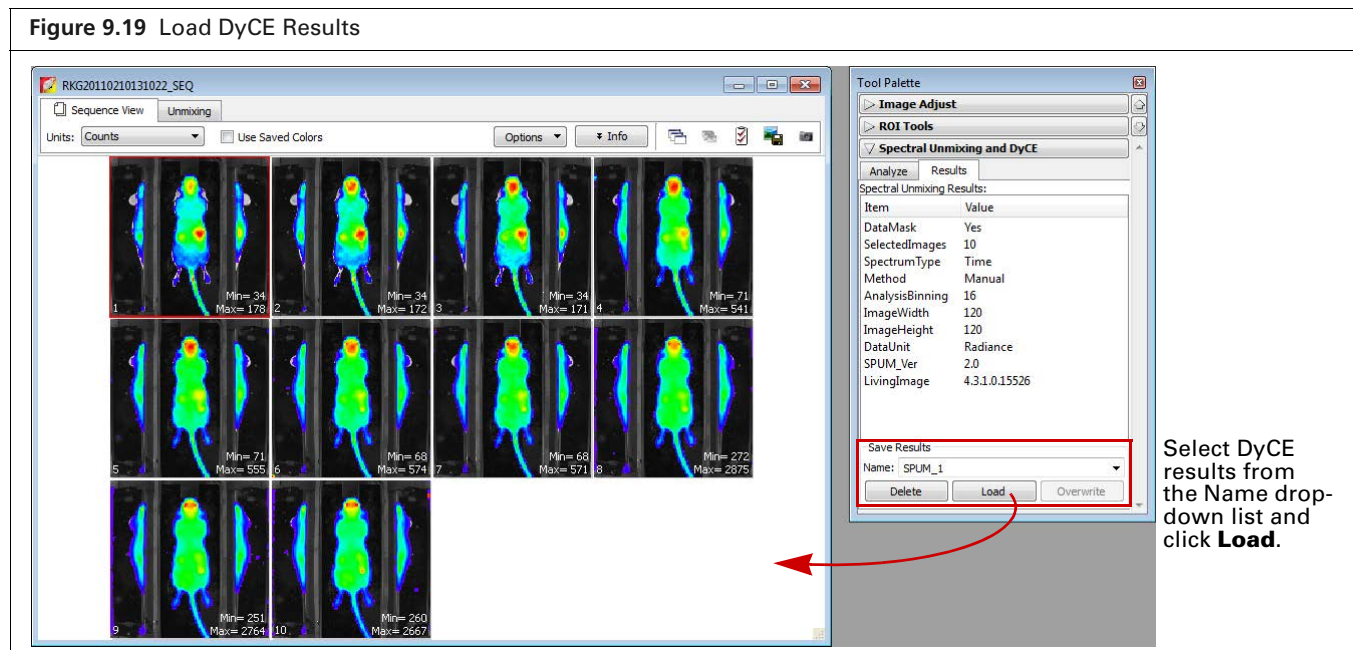 Figure 9.19 Load DyCE Results
RKG20110210131022_SEQ
Sequence View Unmixing
Units: Counts Use Saved Colors Options Info
1 Min= 34 Max= 178
2 Min= 34 Max= 172
3 Min= 34 Max= 171
4 Min= 71 Max= 541
5 Min= 71 Max= 555
6 Min= 68 Max= 574
7 Min= 68 Max= 571
8 Min= 272 Max= 2875
9 Min= 251 Max= 2764
10 Min= 260 Max= 2667
Tool Palette
Image Adjust
ROI Tools
Spectral Unmixing and DyCE
Analyze Results
Spectral Unmixing Results:
Item Value
DataMask Yes
SelectedImages 10
SpectrumType Time
Method Manual
AnalysisBinning 16
ImageWidth 120
ImageHeight 120
DataUnit Radiance
SPUM_Ver 2.0
LivingImage 4.3.1.0.15526
Save Results
Name: SPUM_1
Delete Load Overwrite
Select DyCE
results from
the Name drop-
down list and
click Load.